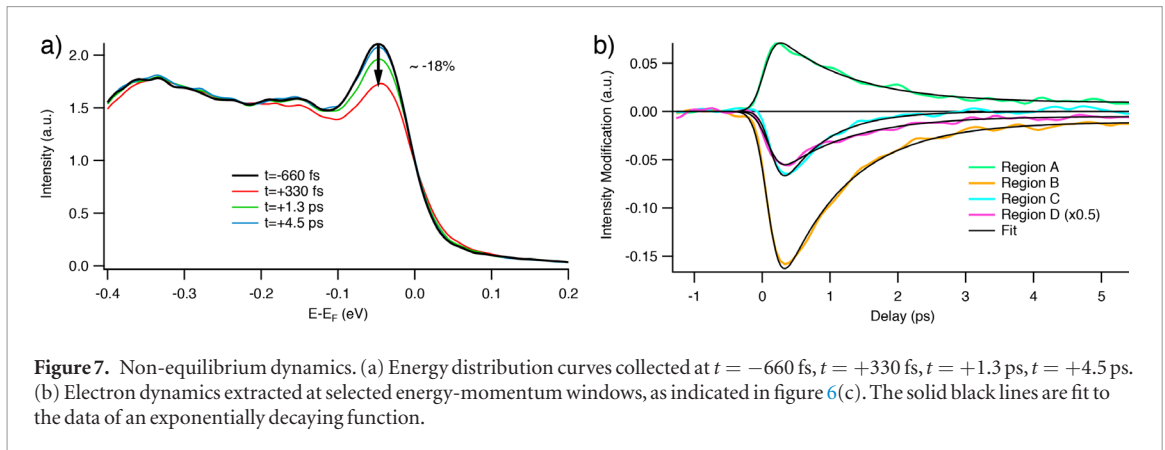 a)
2.0
1.5
1.0
0.5
0.0
Intensity (a.u.)
~ -18%
t=-660 fs
t=+330 fs
t=+1.3 ps
t=+4.5 ps
-0.4
-0.3
-0.2
-0.1
0.0
0.1
0.2
E-EF (eV)
b)
0.05
0.00
-0.05
-0.10
-0.15
Intensity Modification (a.u.)
Region A
Region B
Region C
Region D (x0.5)
Fit
-1
0
1
2
3
4
5
Delay (ps)
Figure 7. Non-equilibrium dynamics. (a) Energy distribution curves collected at t = −660 fs, t = +330 fs, t = +1.3 ps, t = +4.5 ps.
(b) Electron dynamics extracted at selected energy-momentum windows, as indicated in figure 6(c). The solid black lines are fit to
the data of an exponentially decaying function.